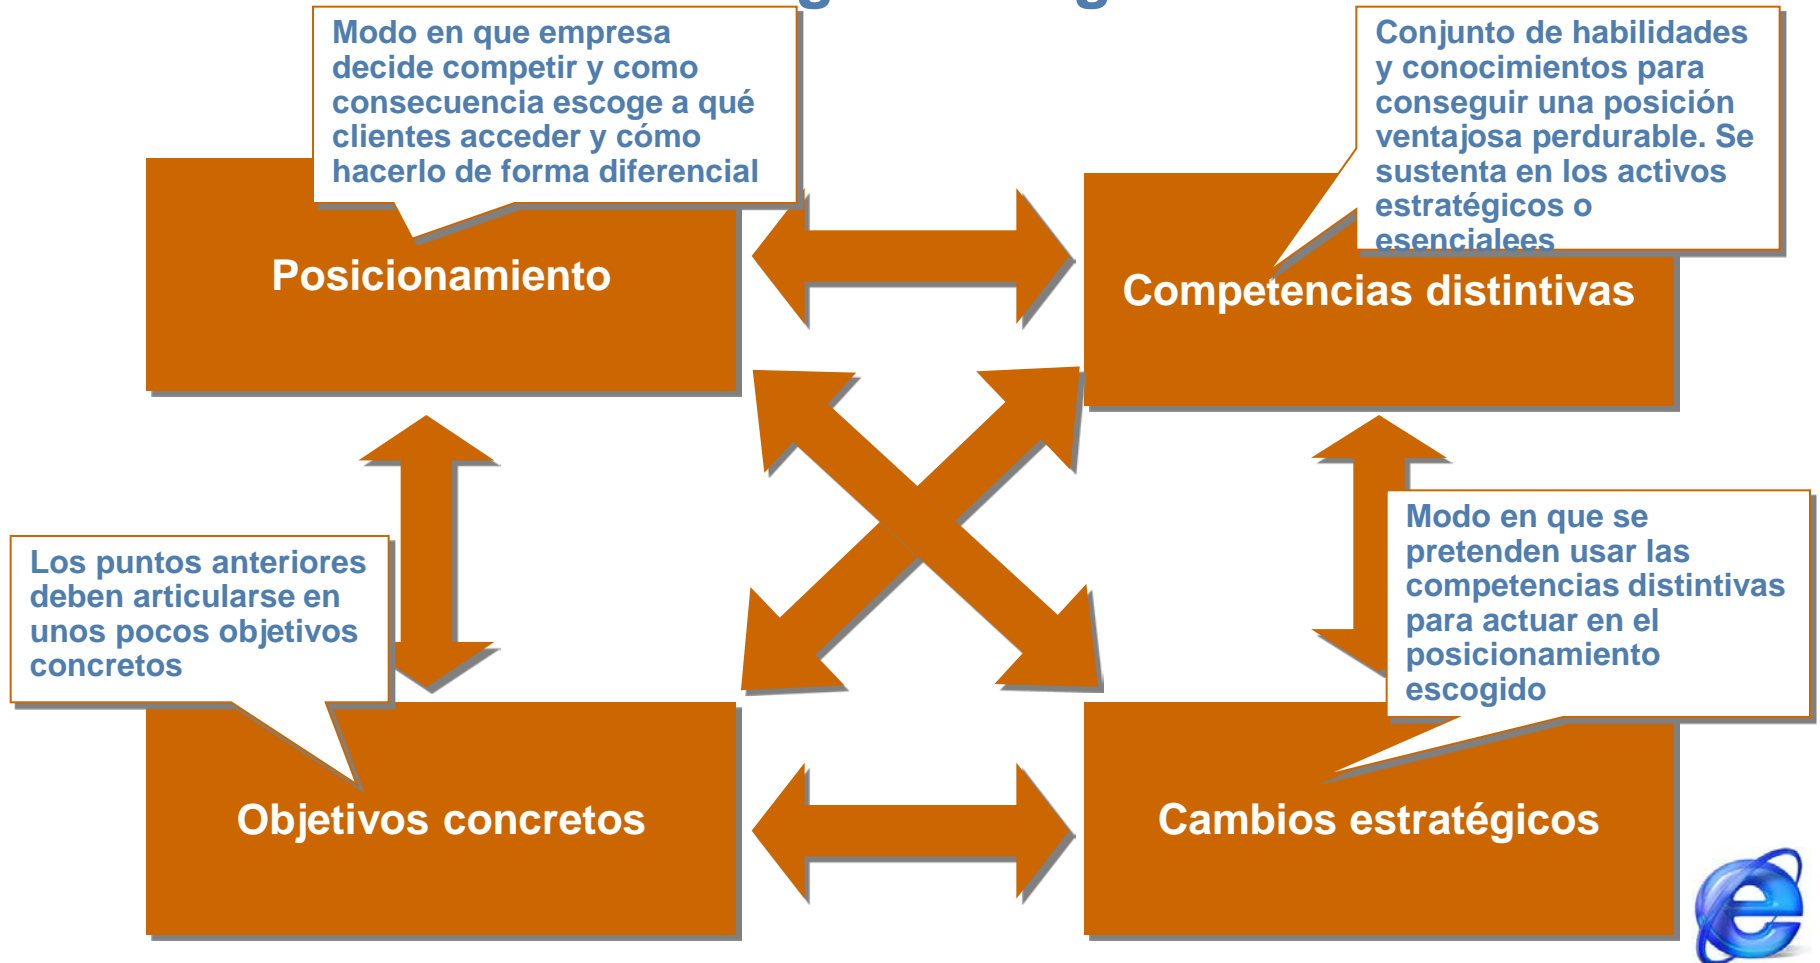 Modo en que empresa
decide competir y como
consecuencia escoge a qué
clientes acceder y cómo
hacerlo de forma diferencial
Conjunto de habilidades
y conocimientos para
conseguir una posición
ventajosa perdurable. Se
sustenta en los activos
estratégicos o
esencialees
Posicionamiento
Competencias distintivas
Los puntos anteriores
deben articularse en
unos pocos objetivos
concretos
Modo en que se
pretenden usar las
competencias distintivas
para actuar en el
posicionamiento
escogido
Objetivos concretos
Cambios estratégicos